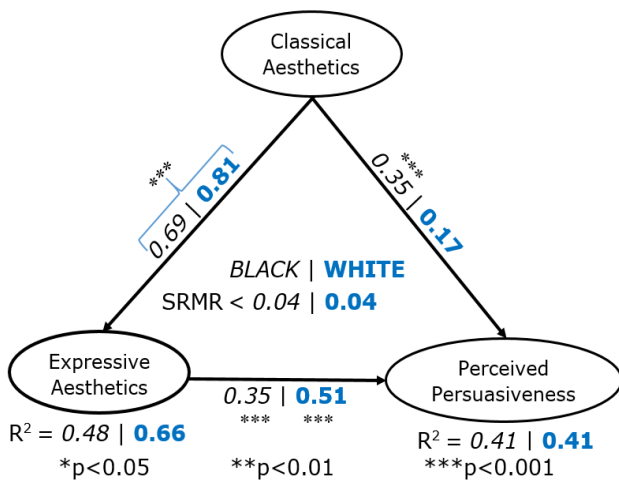 Classical
Aesthetics
***
0.69 | 0.81
***
0.35 | 0.17
BLACK | WHITE
SRMR < 0.04 | 0.04
Expressive
Aesthetics
Perceived
Persuasiveness
0.35 | 0.51
*** ***
R² = 0.48 | 0.66
R² = 0.41 | 0.41
*p<0.05 **p<0.01 ***p<0.001